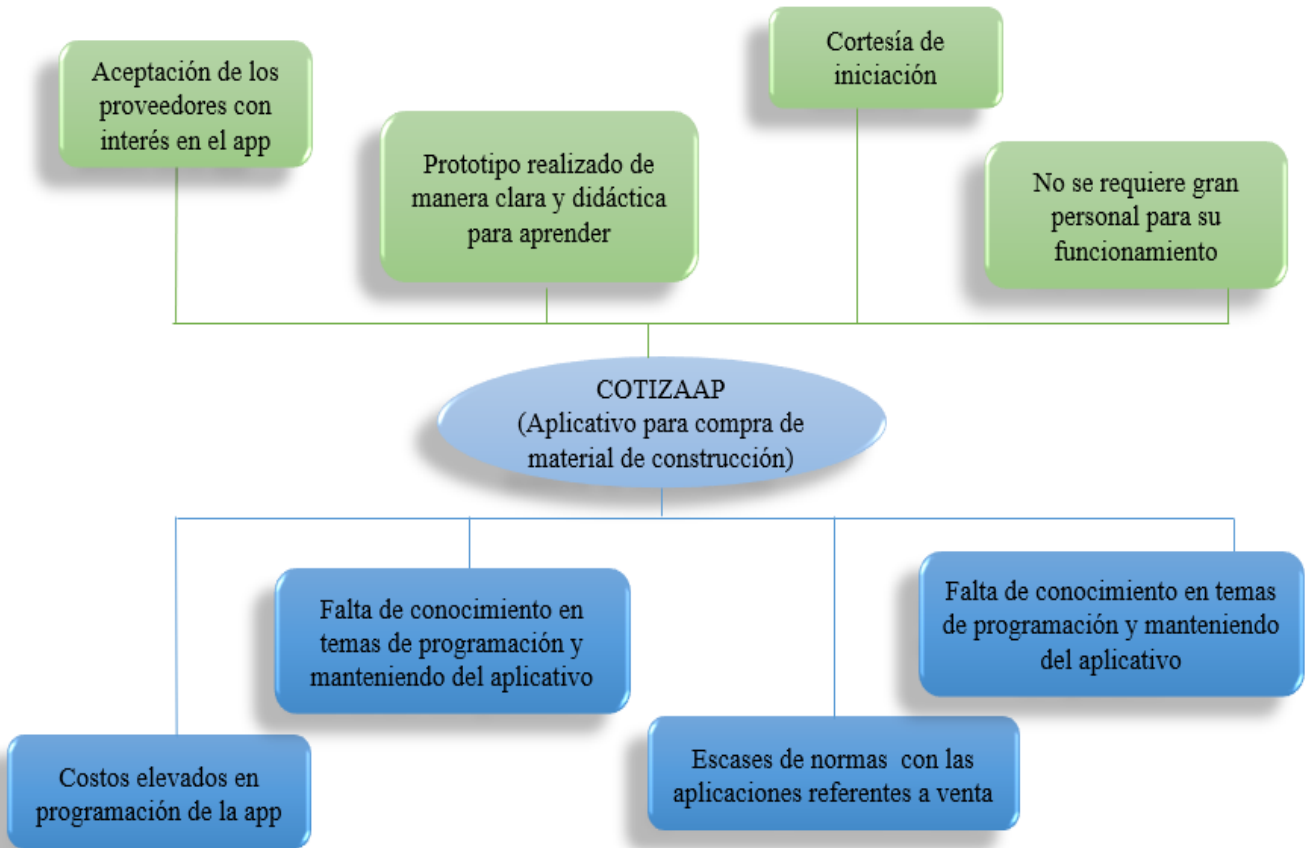 Aceptación de los
proveedores con
interés en el app
Prototipo realizado de
manera clara y didáctica
para aprender
Cortesía de
iniciación
No se requiere gran
personal para su
funcionamiento
COTIZAAP
(Aplicativo para compra de
material de construcción)
Costos elevados en
programación de la app
Falta de conocimiento en
temas de programación y
manteniendo del aplicativo
Escases de normas con las
aplicaciones referentes a venta
Falta de conocimiento en temas
de programación y manteniendo
del aplicativo